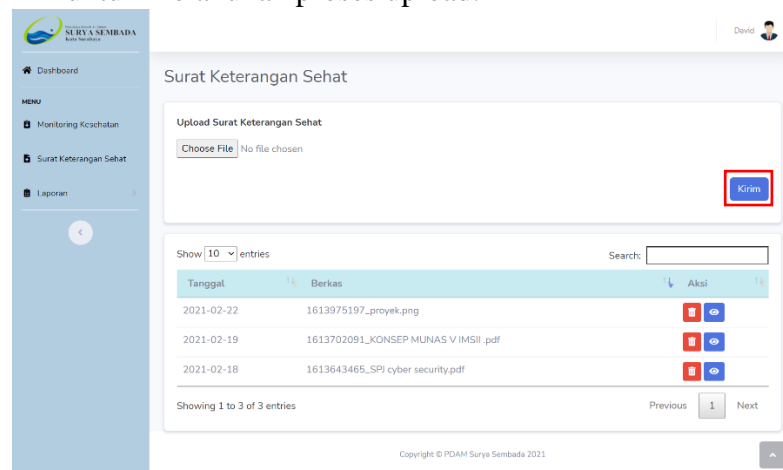 SURYA SEMBADA
Kota Surabaya
David
Dashboard
Surat Keterangan Sehat
MENU
Monitoring Kesehatan
Upload Surat Keterangan Sehat
Choose File No file chosen
Surat Keterangan Sehat
Kirim
Laporan
Show 10 entries
Search:
Tanggal Berkas Aksi
2021-02-22 1613975197_proyek.png
2021-02-19 1613702091_KONSEP MUNAS V IMSII .pdf
2021-02-18 1613643465_SPJ cyber security.pdf
Showing 1 to 3 of 3 entries
Previous 1 Next
Copyright © PDAM Surya Sembada 2021